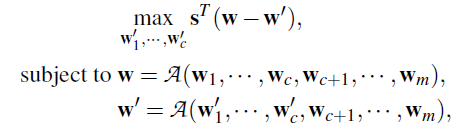 max s^T (w − w′),
w′_1,⋯,w′_c
subject to w = 𝒜(w_1,⋯,w_c,w_{c+1},⋯,w_m),
w′ = 𝒜(w′_1,⋯,w′_c,w_{c+1},⋯,w_m),